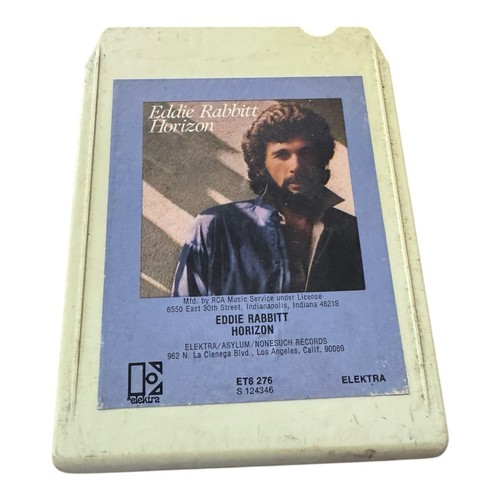 Eddie Rabbitt
Horizon
Mfd. by RCA Music Service under License
6550 East 30th Street, Indianapolis, Indiana 46219
EDDIE RABBITT
HORIZON
ELEKTRA/ASYLUM/NONESUCH RECORDS
962 N. La Cienega Blvd., Los Angeles, Calif. 90069
elektra
ET8 276
S 124346
ELEKTRA